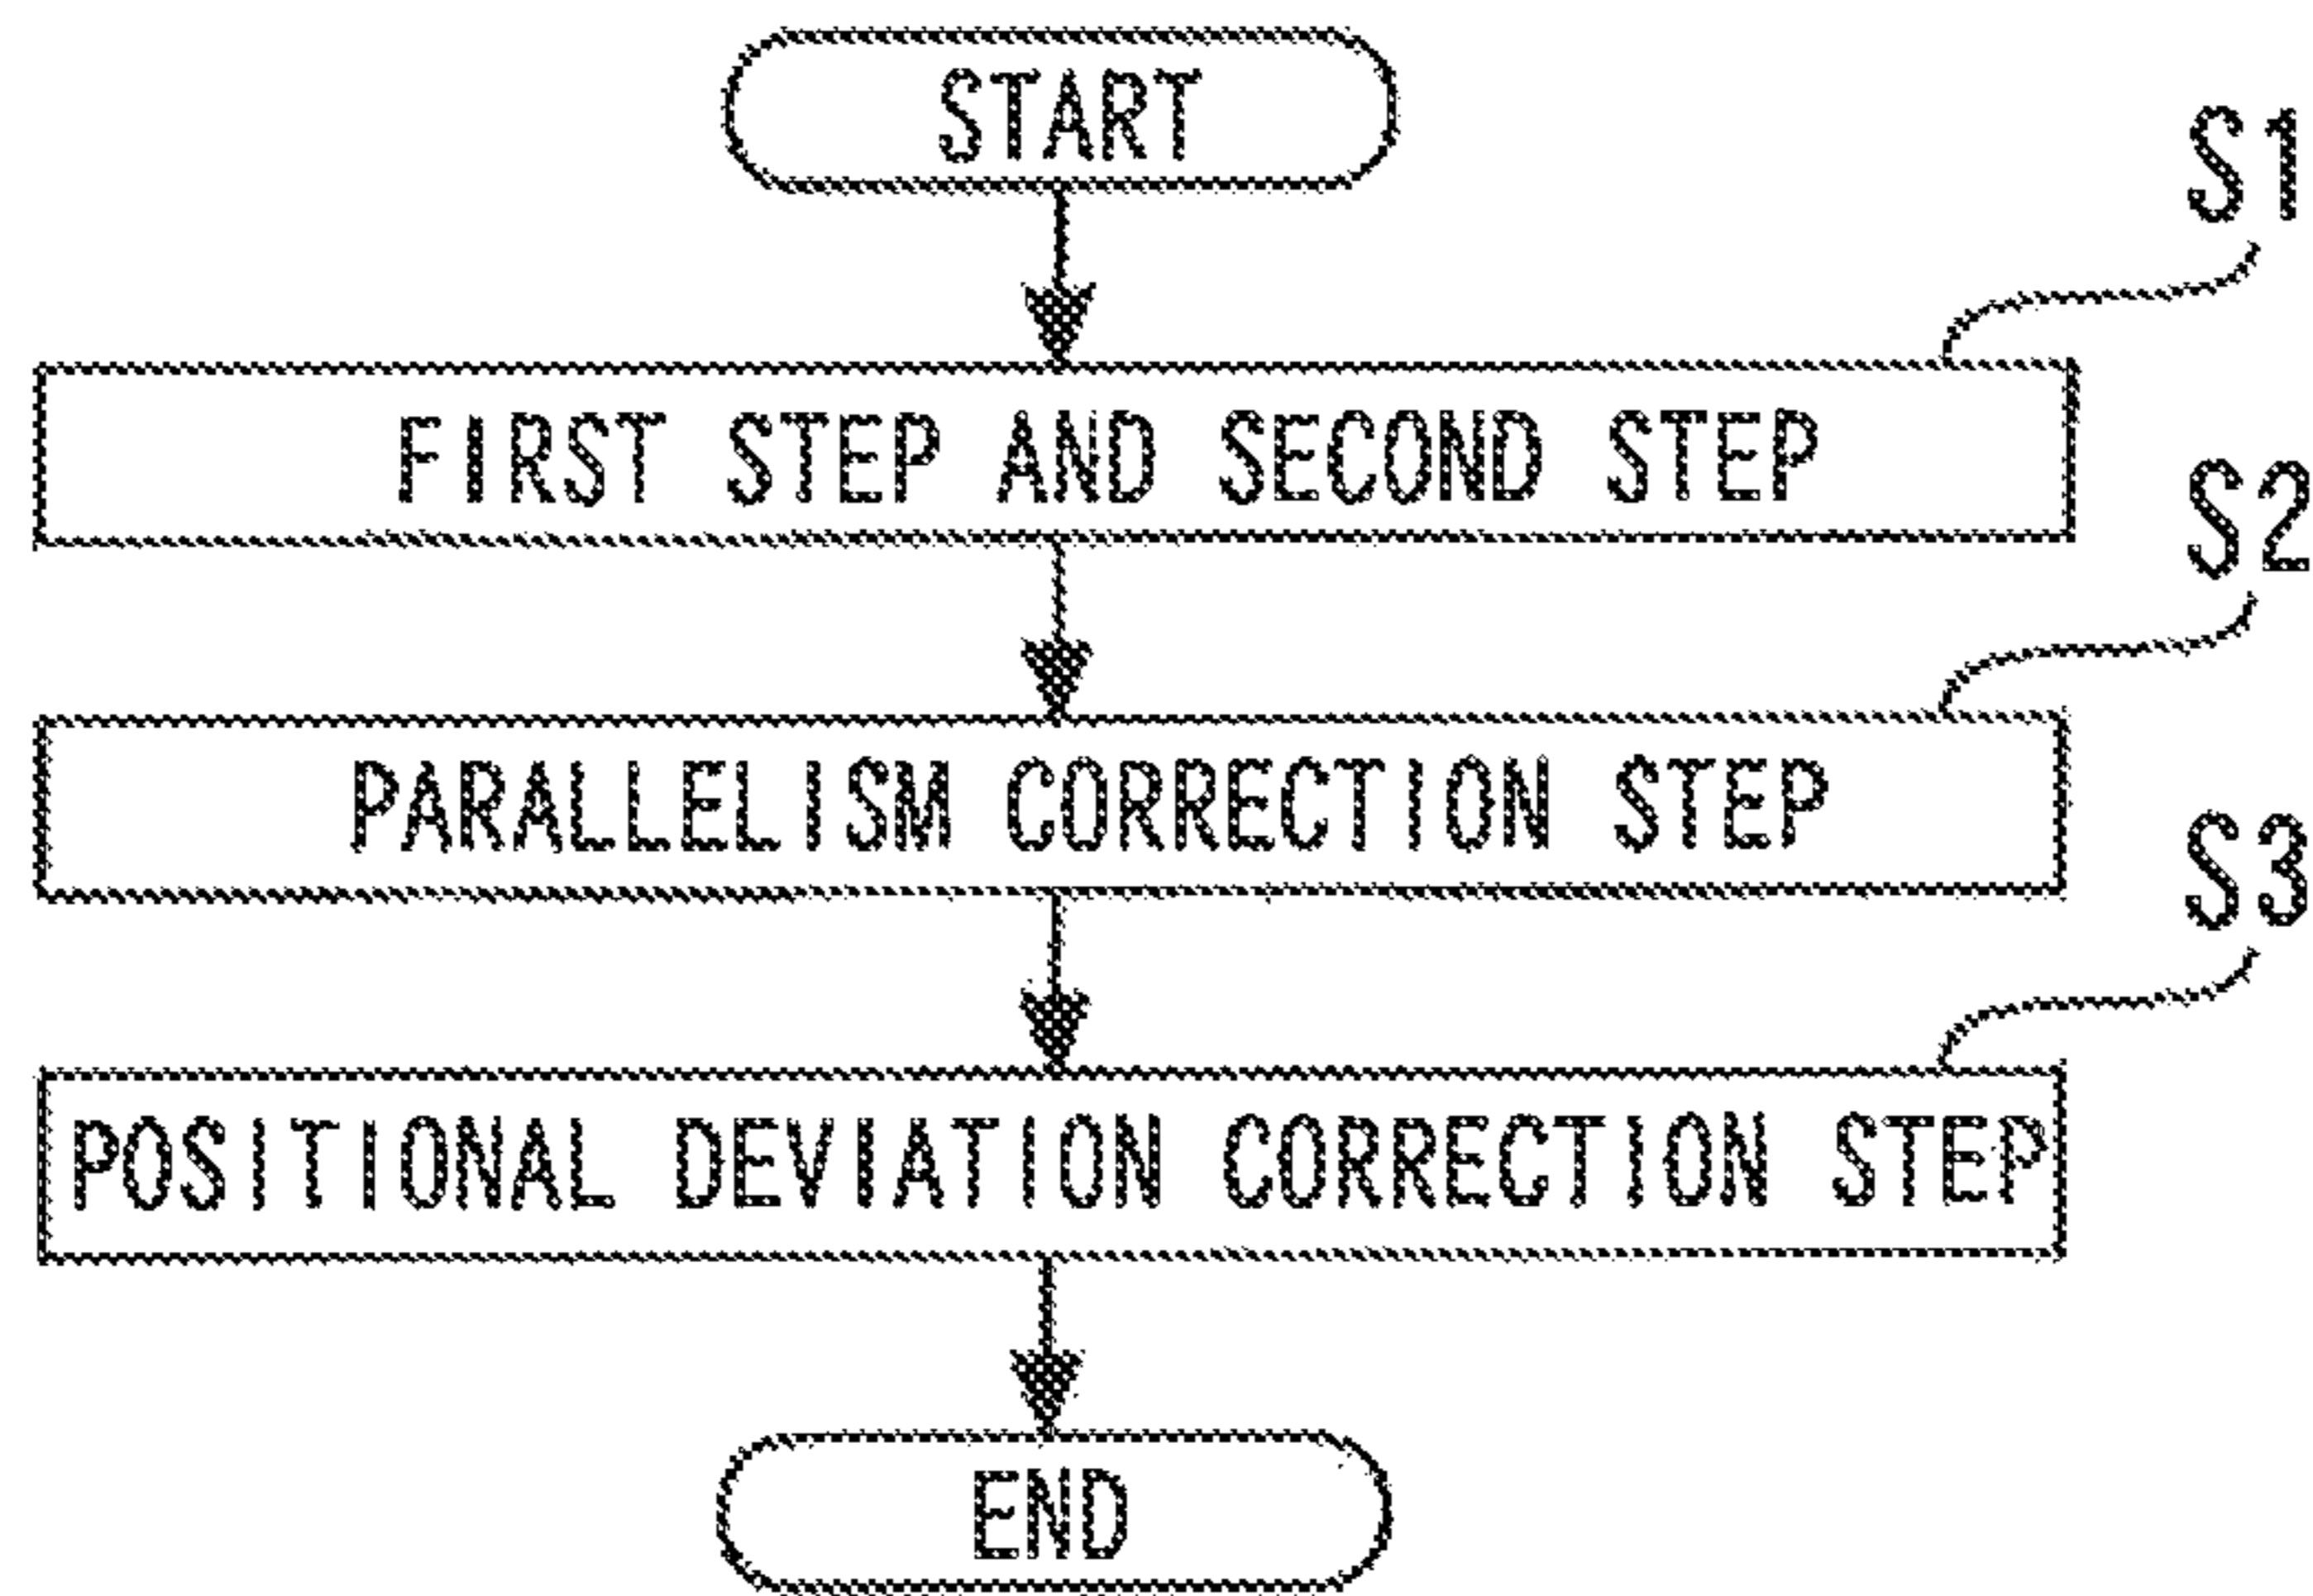 START
S1
FIRST STEP AND SECOND STEP
S2
PARALLELISM CORRECTION STEP
S3
POSITIONAL DEVIATION CORRECTION STEP
END